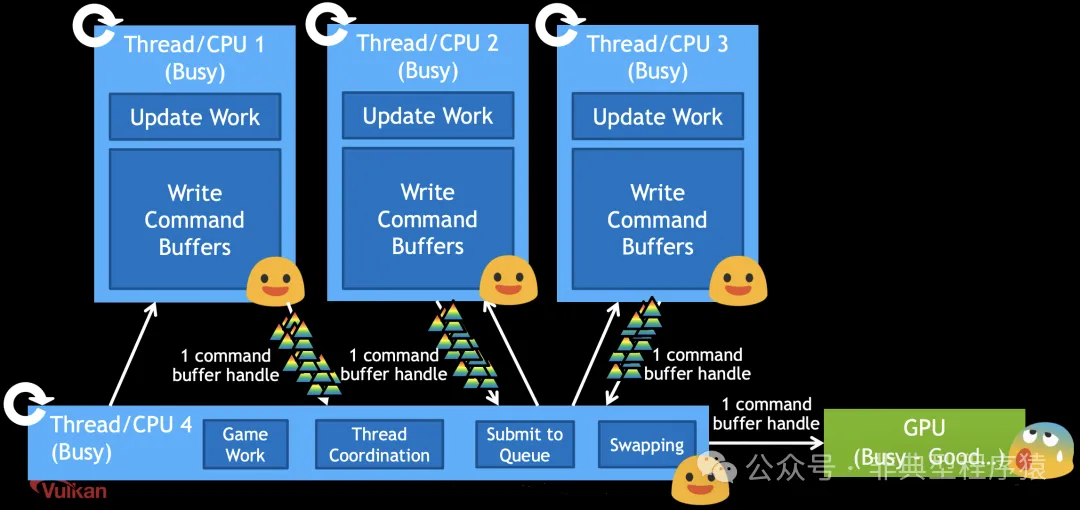 Thread/CPU 1
(Busy)
Update Work
Write
Command
Buffers
Thread/CPU 2
(Busy)
Update Work
Write
Command
Buffers
Thread/CPU 3
(Busy)
Update Work
Write
Command
Buffers
1 command
buffer handle
1 command
buffer handle
1 command
buffer handle
Thread/CPU 4
(Busy)
Game
Work
Thread
Coordination
Submit to
Queue
Swapping
1 command
buffer handle
GPU
(Busy - Good..)
公众号 · 非典型程序猿
Vulkan